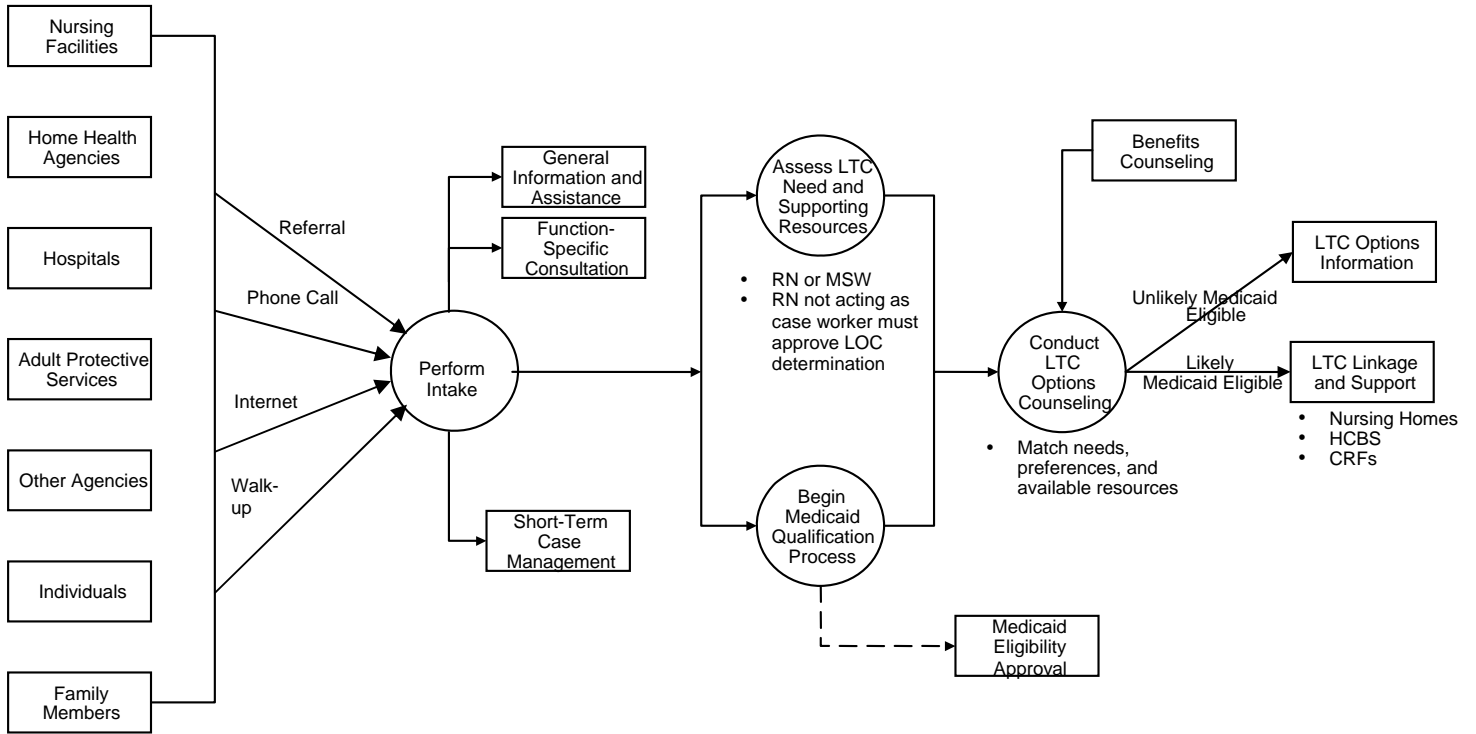 Nursing
Facilities
Home Health
Agencies
Hospitals
Adult Protective
Services
Other Agencies
Individuals
Family
Members
Referral
Phone Call
Internet
Walk-
up
Perform
Intake
General
Information and
Assistance
Function-
Specific
Consultation
Short-Term
Case
Management
Assess LTC
Need and
Supporting
Resources
• RN or MSW
• RN not acting as
case worker must
approve LOC
determination
Begin
Medicaid
Qualification
Process
Medicaid
Eligibility
Approval
Benefits
Counseling
Conduct
LTC
Options
Counseling
• Match needs,
preferences, and
available resources
Unlikely Medicaid
Eligible
Likely
Medicaid Eligible
LTC Options
Information
LTC Linkage
and Support
• Nursing Homes
• HCBS
• CRFs